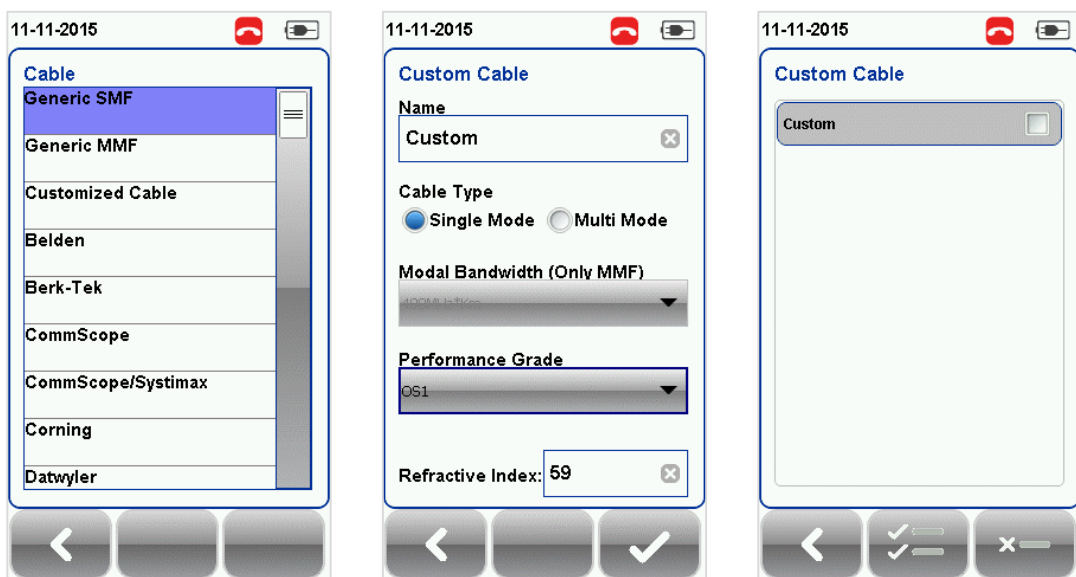 11-11-2015
Cable
Generic SMF
Generic MMF
Customized Cable
Belden
Berk-Tek
CommScope
CommScope/Systimax
Corning
Datwyler
11-11-2015
Custom Cable
Name
Custom
Cable Type
Single Mode Multi Mode
Modal Bandwidth (Only MMF)
Performance Grade
OS1
Refractive Index: 59
11-11-2015
Custom Cable
Custom